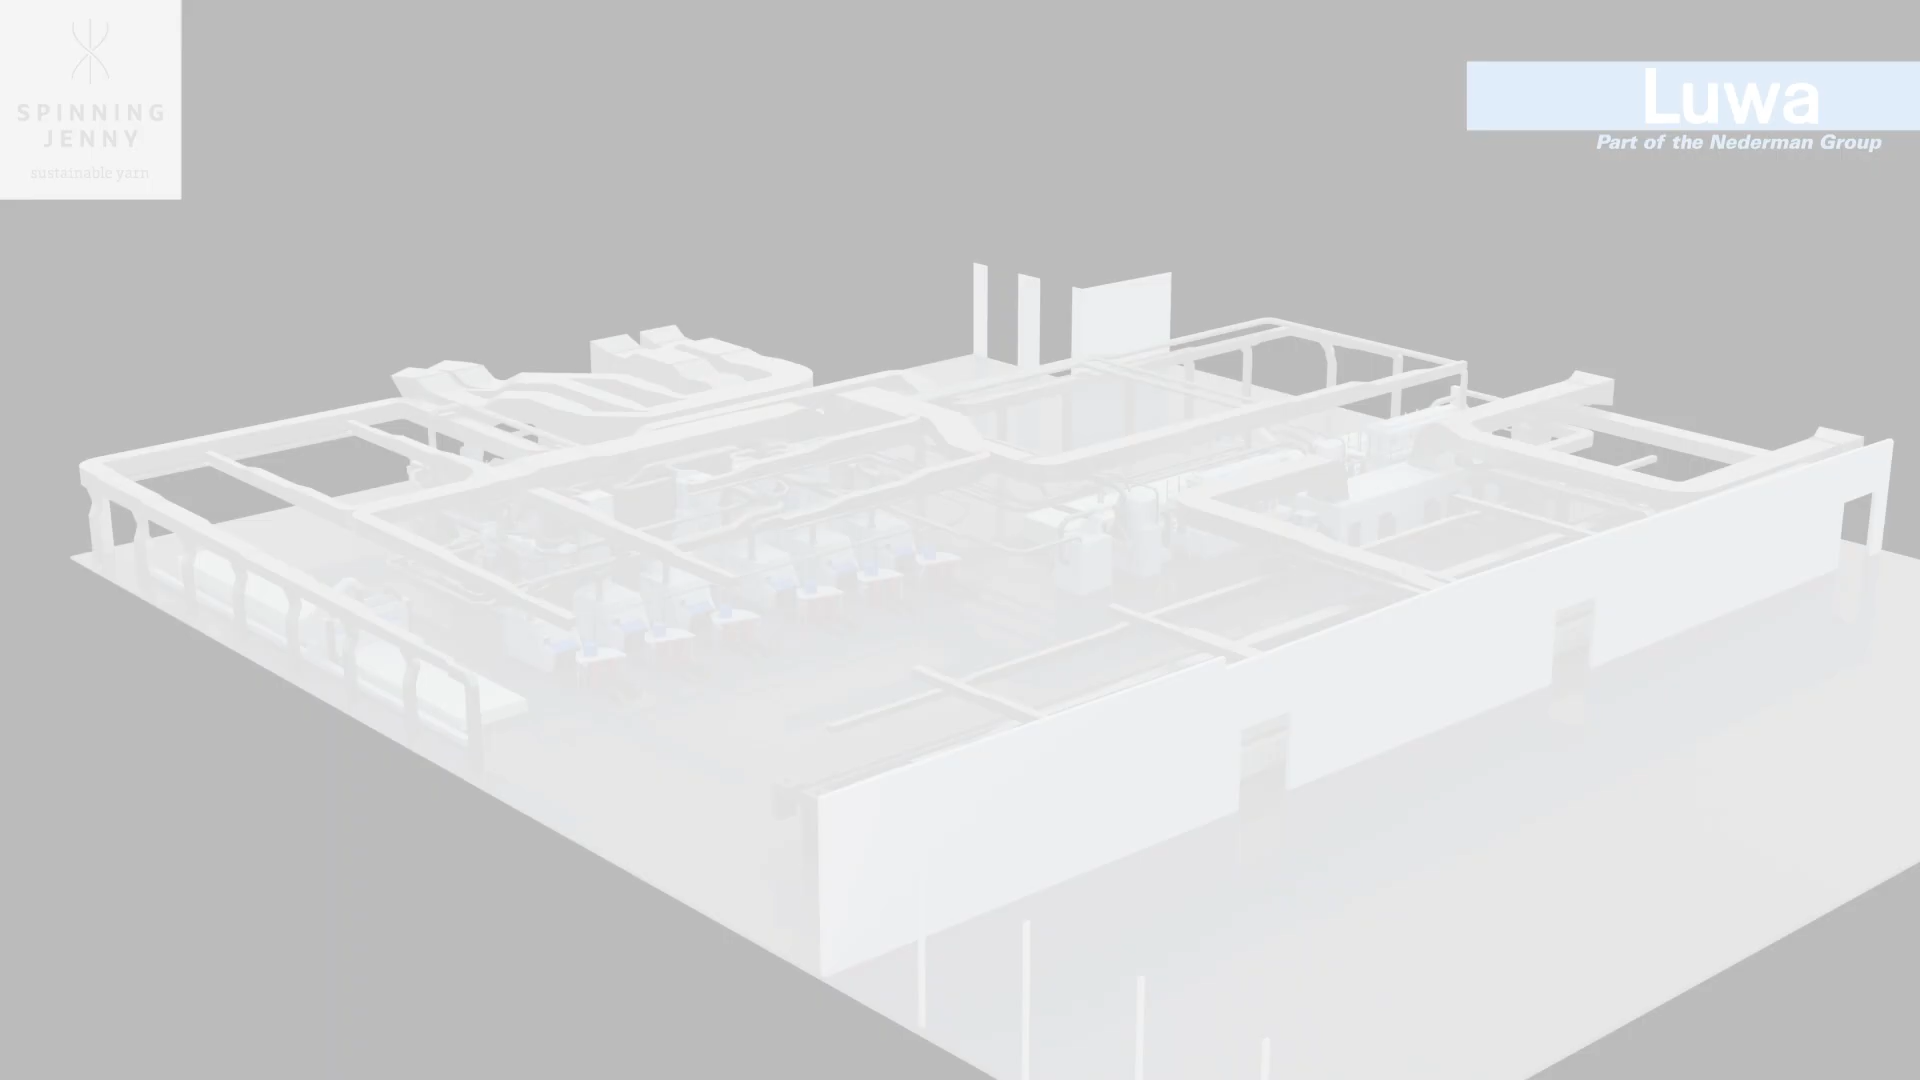 SPINNING
JENNY
sustainable yarn
Luwa
Part of the Nederman Group